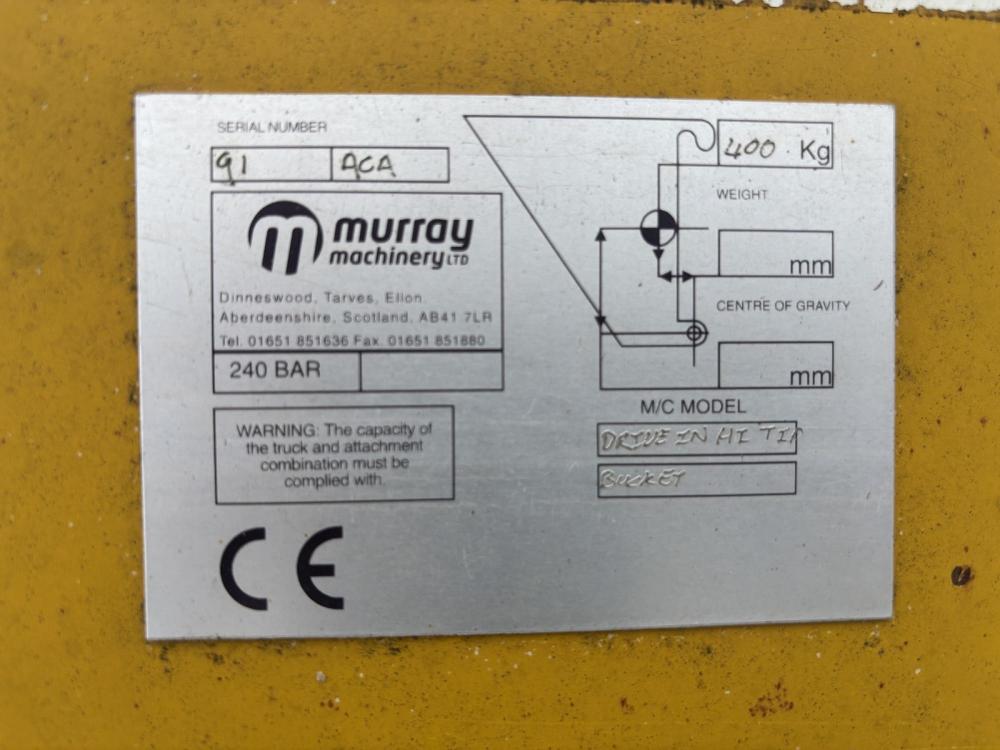 SERIAL NUMBER
91 ACA
murray
machinery LTD
Dinneswood, Tarves, Ellon
Aberdeenshire, Scotland, AB41 7LR
Tel. 01651 851636 Fax. 01651 851880
240 BAR
WARNING: The capacity of
the truck and attachment
combination must be
complied with.
CE
400 Kg
WEIGHT
mm
CENTRE OF GRAVITY
mm
M/C MODEL
DRIVE IN HI TIP
BUCKET